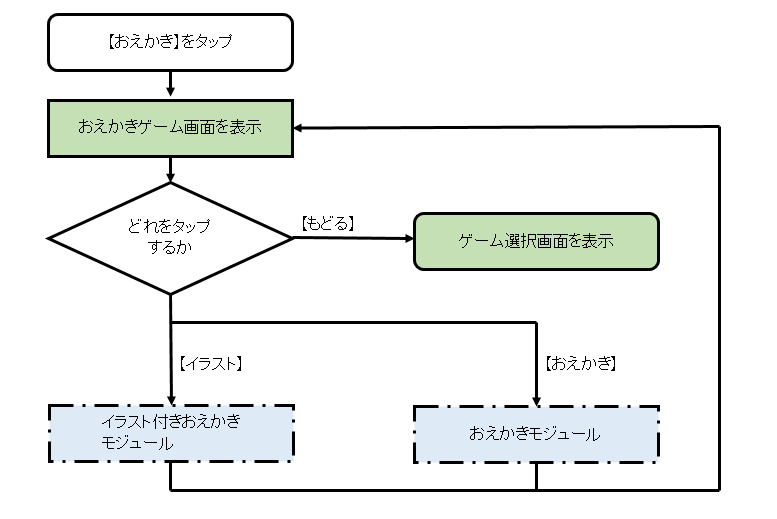 【おえかき】をタップ
おえかきゲーム画面を表示
どれをタップ
するか
【もどる】
ゲーム選択画面を表示
【イラスト】
【おえかき】
イラスト付きおえかき
モジュール
おえかきモジュール